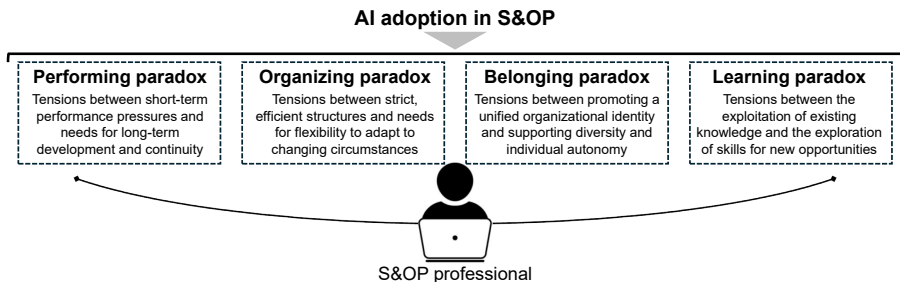 AI adoption in S&OP
Performing paradox
Tensions between short-term
performance pressures and
needs for long-term
development and continuity
Organizing paradox
Tensions between strict,
efficient structures and needs
for flexibility to adapt to
changing circumstances
Belonging paradox
Tensions between promoting a
unified organizational identity
and supporting diversity and
individual autonomy
Learning paradox
Tensions between the
exploitation of existing
knowledge and the exploration
of skills for new opportunities
S&OP professional